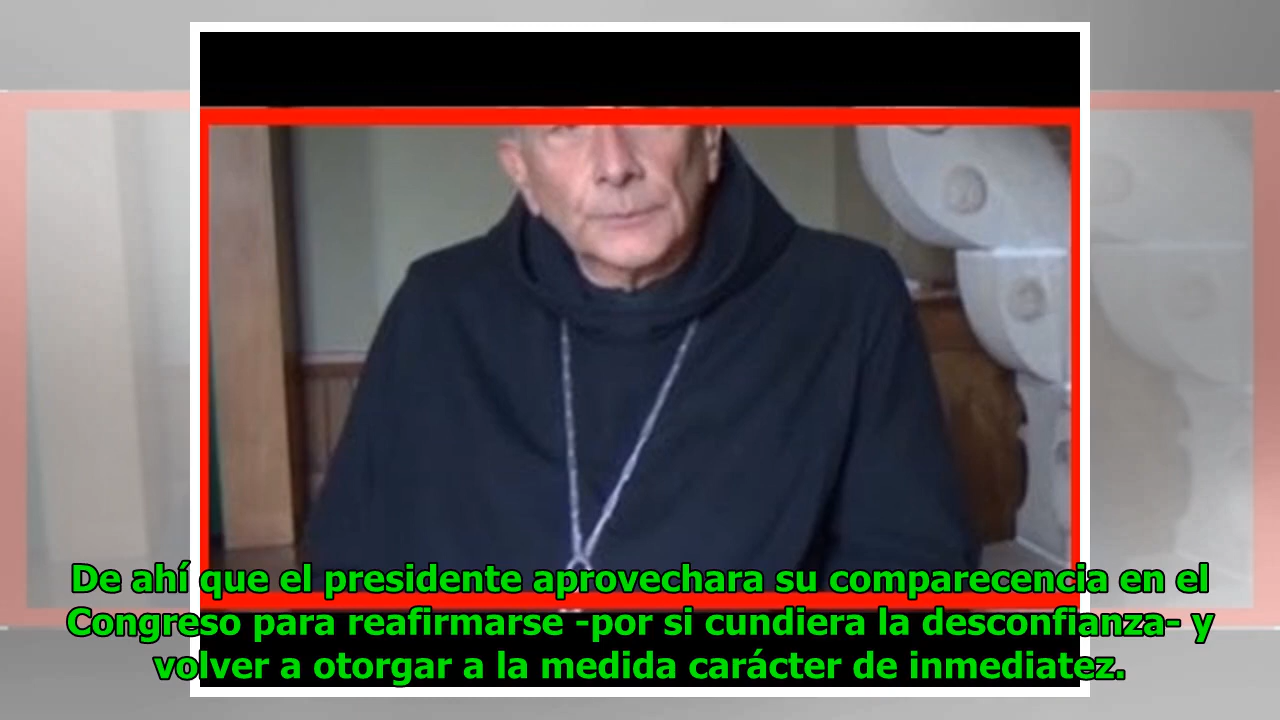 De ahí que el presidente aprovechara su comparecencia en el
Congreso para reafirmarse -por si cundiera la desconfianza- y
volver a otorgar a la medida carácter de inmediatez.